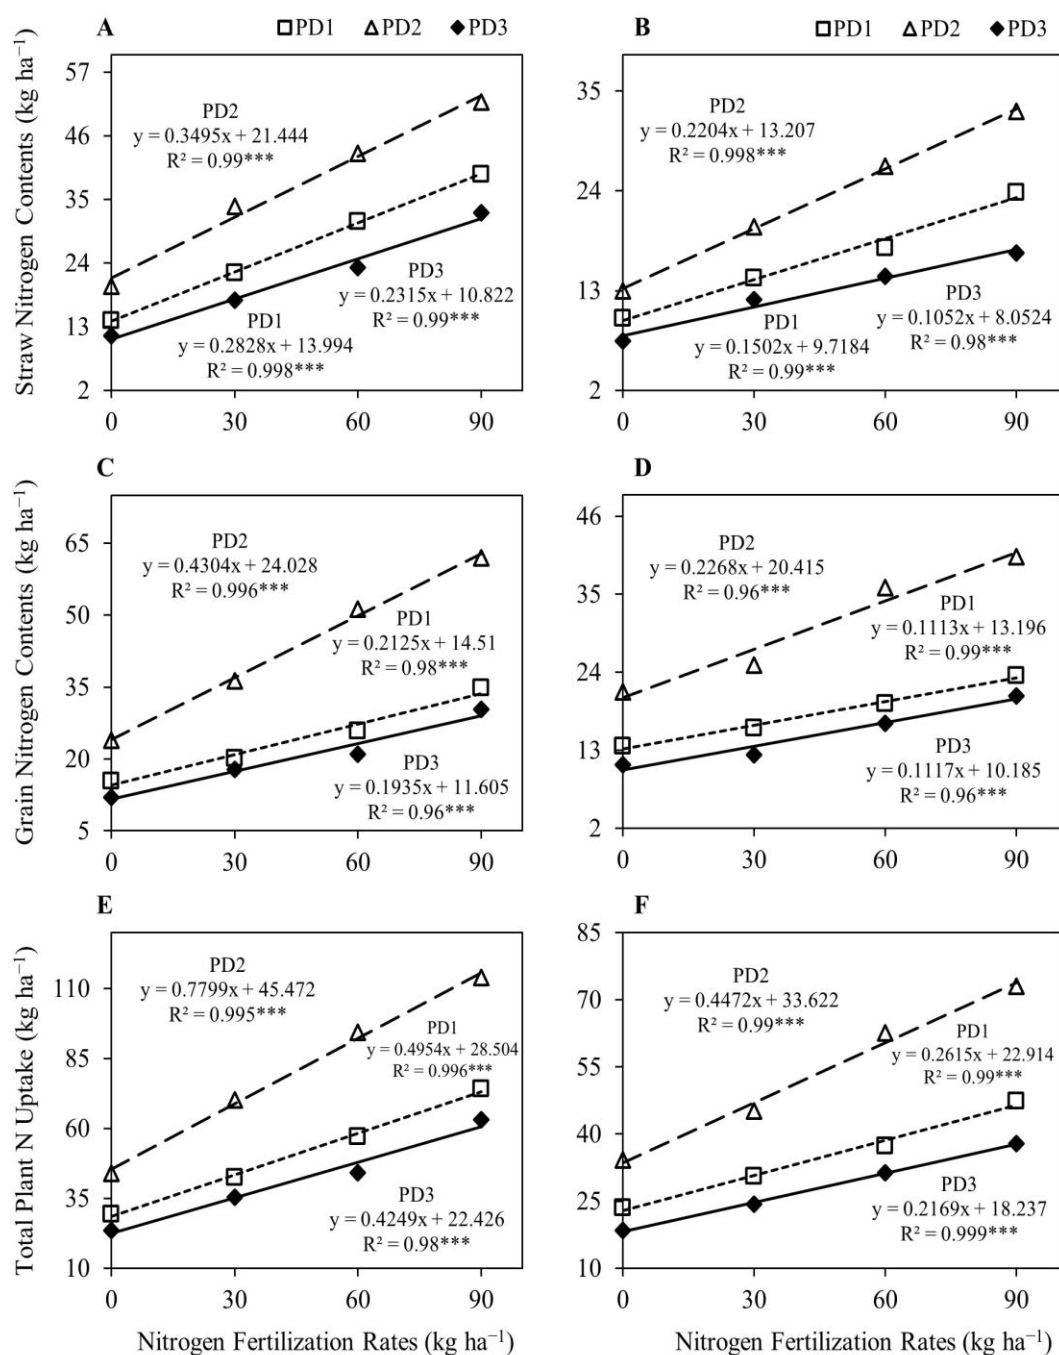 A
PD1 PD2 PD3
Straw Nitrogen Contents (kg ha⁻¹)
57
46
35
24
13
2
PD2
y = 0.3495x + 21.444
R² = 0.99***
PD3
y = 0.2315x + 10.822
R² = 0.99***
PD1
y = 0.2828x + 13.994
R² = 0.998***
0 30 60 90
B
PD1 PD2 PD3
35
24
13
2
PD2
y = 0.2204x + 13.207
R² = 0.998***
PD3
y = 0.1052x + 8.0524
R² = 0.98***
PD1
y = 0.1502x + 9.7184
R² = 0.99***
0 30 60 90
C
Grain Nitrogen Contents (kg ha⁻¹)
65
50
35
20
5
PD2
y = 0.4304x + 24.028
R² = 0.996***
PD1
y = 0.2125x + 14.51
R² = 0.98***
PD3
y = 0.1935x + 11.605
R² = 0.96***
0 30 60 90
D
46
35
24
13
2
PD2
y = 0.2268x + 20.415
R² = 0.96***
PD1
y = 0.1113x + 13.196
R² = 0.99***
PD3
y = 0.1117x + 10.185
R² = 0.96***
0 30 60 90
E
Total Plant N Uptake (kg ha⁻¹)
110
85
60
35
10
PD2
y = 0.7799x + 45.472
R² = 0.995***
PD1
y = 0.4954x + 28.504
R² = 0.996***
PD3
y = 0.4249x + 22.426
R² = 0.98***
0 30 60 90
Nitrogen Fertilization Rates (kg ha⁻¹)
F
85
70
55
40
25
10
PD2
y = 0.4472x + 33.622
R² = 0.99***
PD1
y = 0.2615x + 22.914
R² = 0.99***
PD3
y = 0.2169x + 18.237
R² = 0.999***
0 30 60 90
Nitrogen Fertilization Rates (kg ha⁻¹)